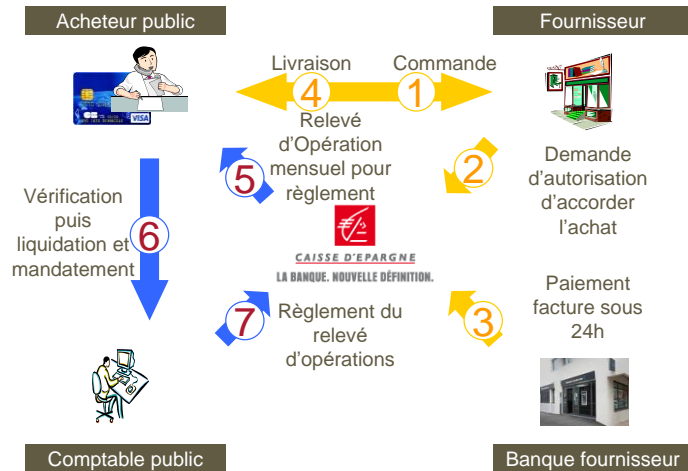 Acheteur public
Fournisseur
Livraison
Commande
4
1
VISA
Relevé
d'Opération
mensuel pour
règlement
5
2
Demande
d'autorisation
d'accorder
l'achat
Vérification
puis
liquidation et
mandatement
6
CAISSE D'EPARGNE
LA BANQUE. NOUVELLE DÉFINITION.
7
Règlement du
relevé
d'opérations
3
Paiement
facture sous
24h
Comptable public
Banque fournisseur